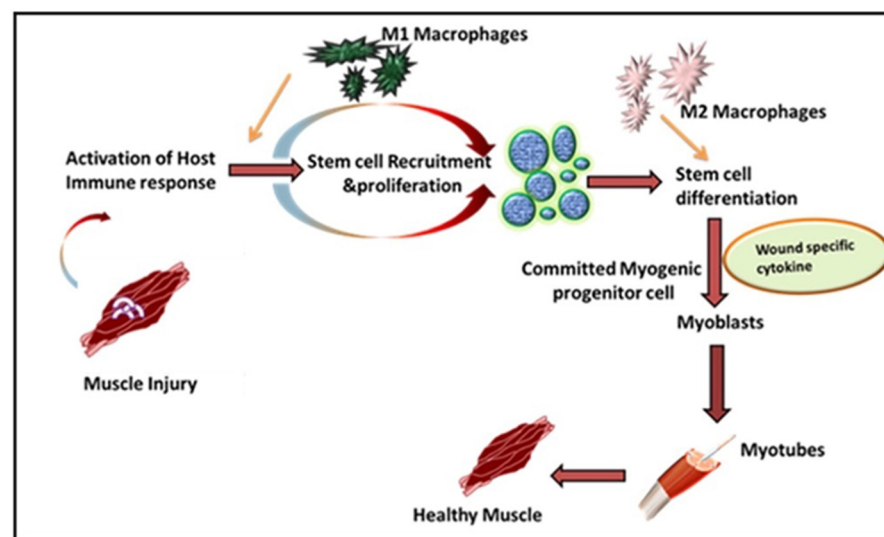 M1 Macrophages
M2 Macrophages
Activation of Host
Immune response
Stem cell Recruitment
&proliferation
Stem cell
differentiation
Wound specific
cytokine
Committed Myogenic
progenitor cell
Myoblasts
Muscle Injury
Myotubes
Healthy Muscle